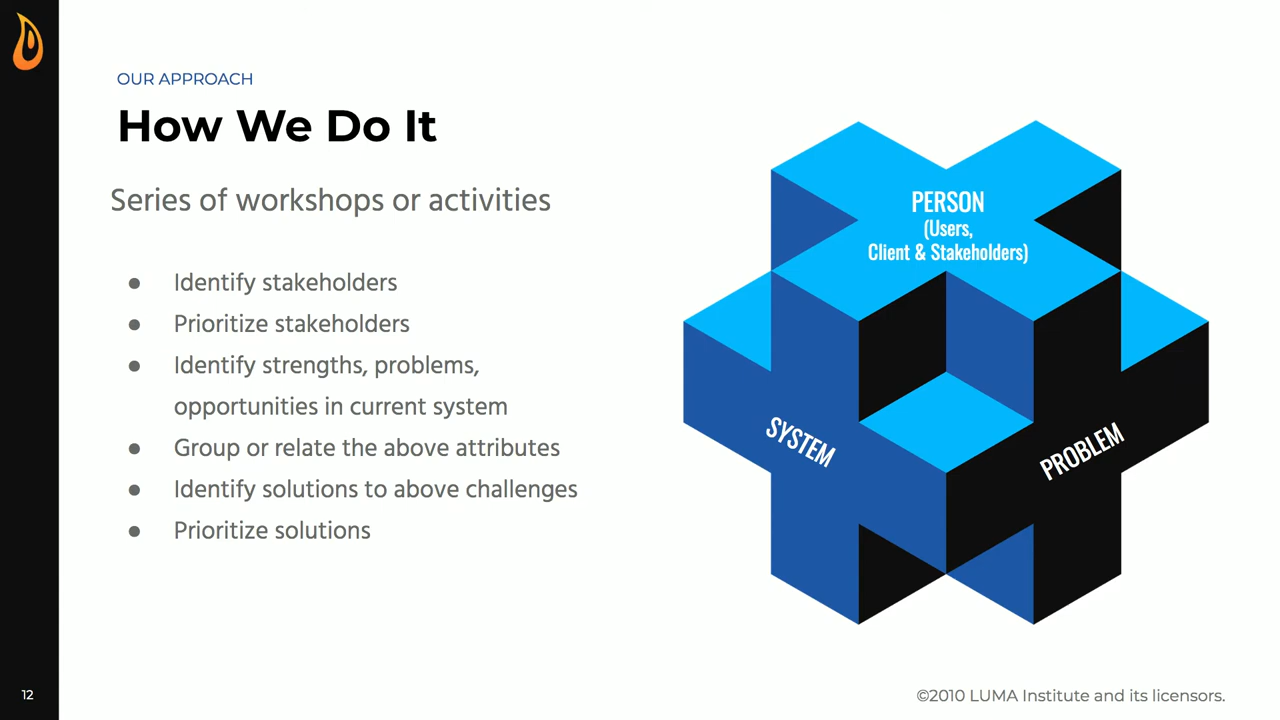 OUR APPROACH
How We Do It
Series of workshops or activities
● Identify stakeholders
● Prioritize stakeholders
● Identify strengths, problems,
opportunities in current system
● Group or relate the above attributes
● Identify solutions to above challenges
● Prioritize solutions
PERSON
(Users,
Client & Stakeholders)
SYSTEM
PROBLEM
12
©2010 LUMA Institute and its licensors.